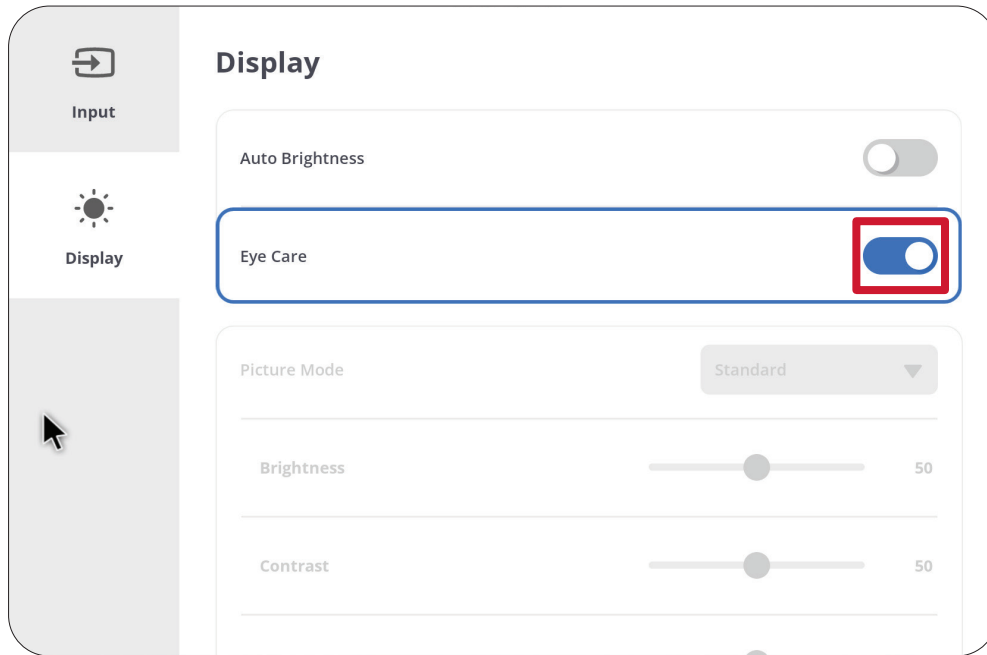 Input
Display
Display
Auto Brightness
Eye Care
Picture Mode
Standard
Brightness
50
Contrast
50